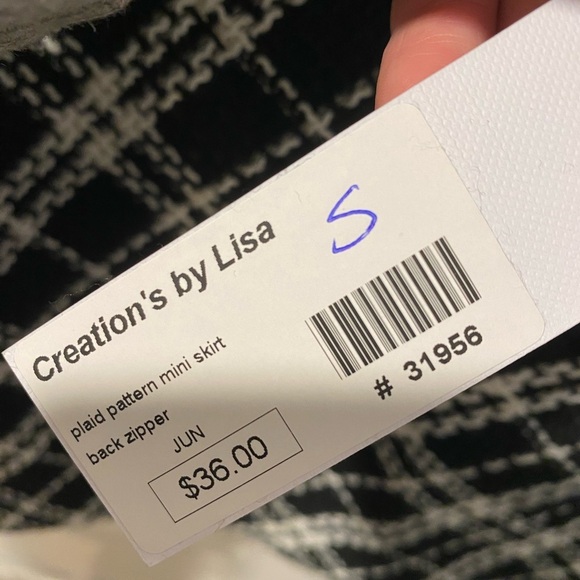 Creation's by Lisa
S
plaid pattern mini skirt
back zipper
JUN
$36.00
# 31956